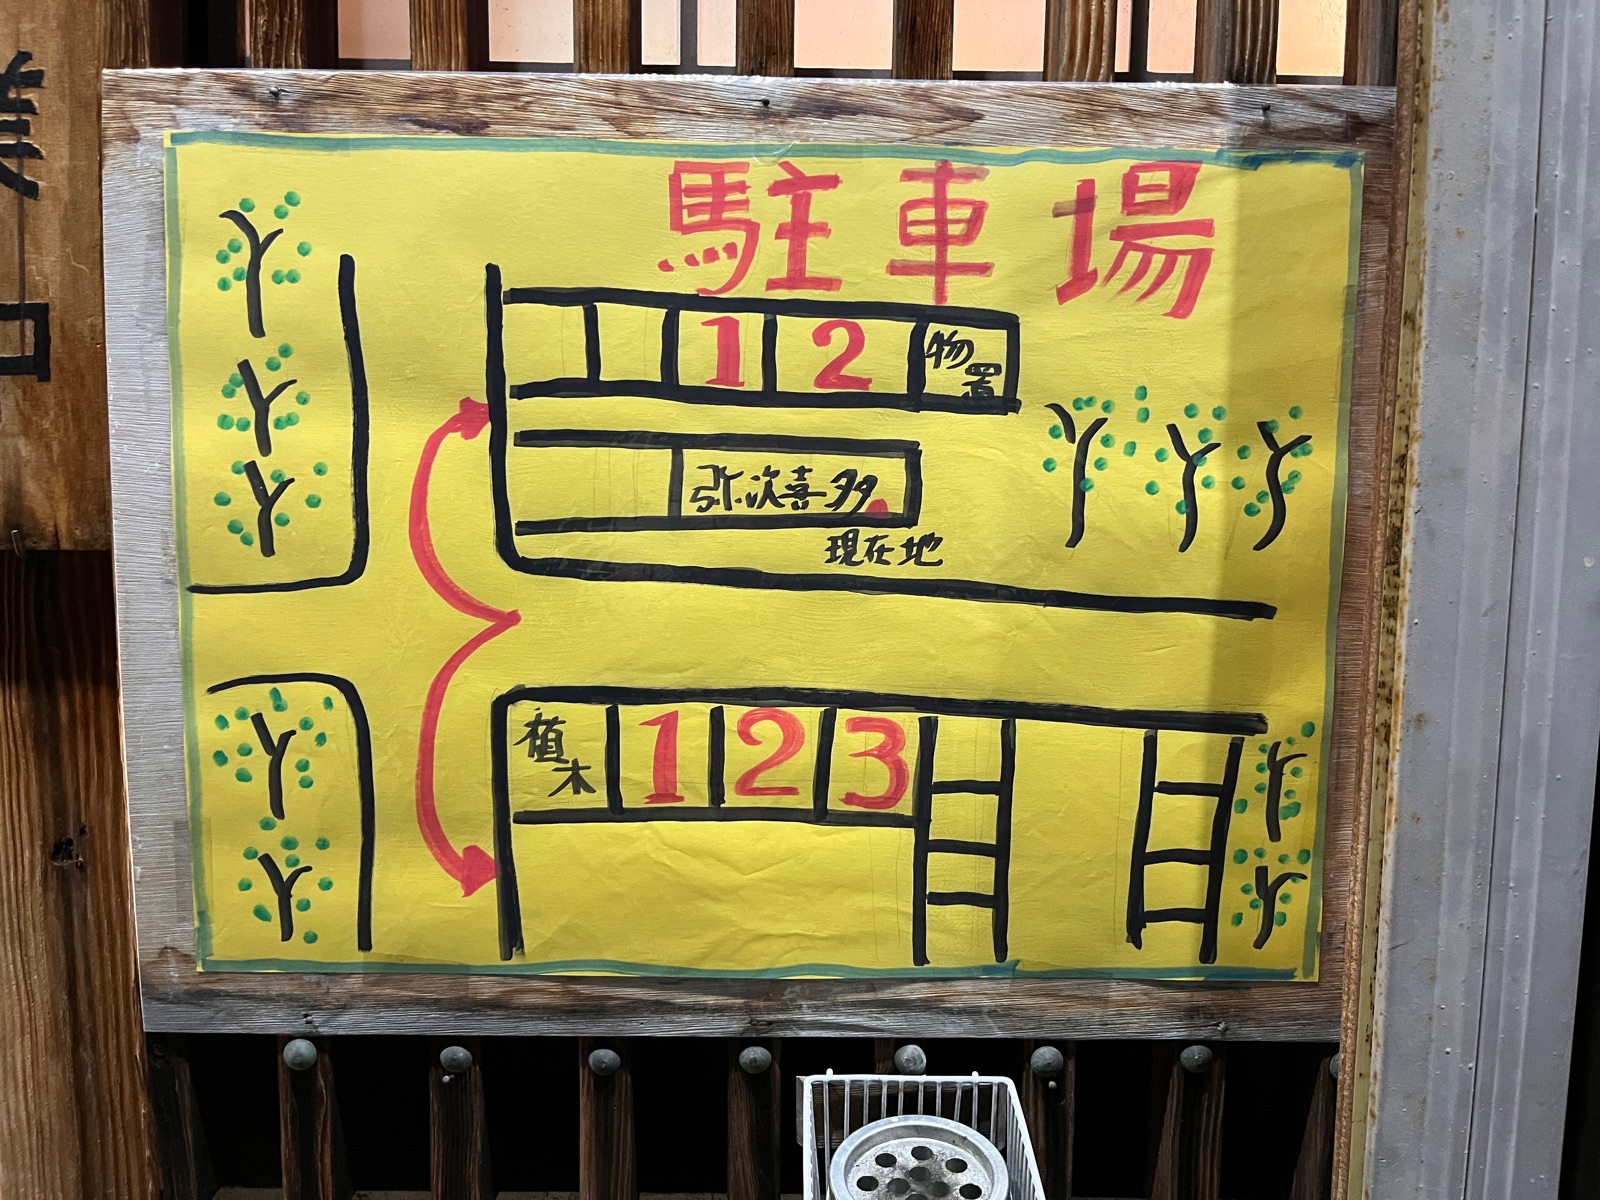 駐車場
1 2 物置
弥次喜多
現在地
植木 1 2 3